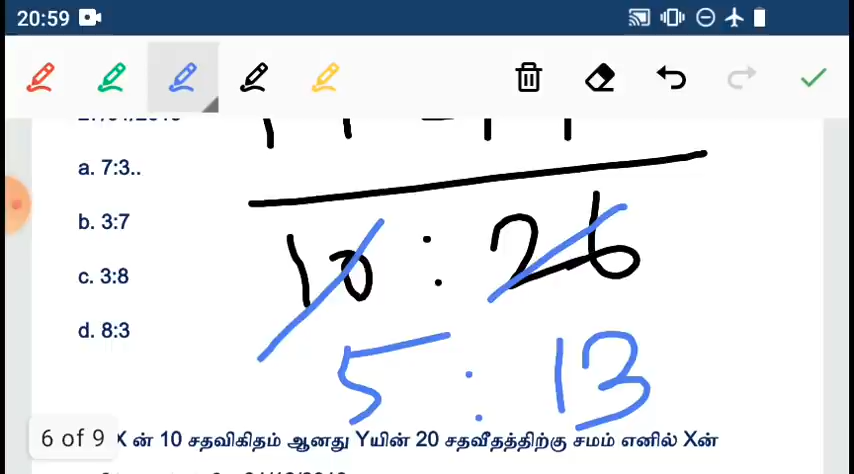 20:59
a. 7:3..
b. 3:7
10 : 26
c. 3:8
d. 8:3
5 : 13
6 of 9
X ன் 10 சதவிகிதம் ஆனது Yயின் 20 சதவீதத்திற்கு சமம் எனில் Xன்